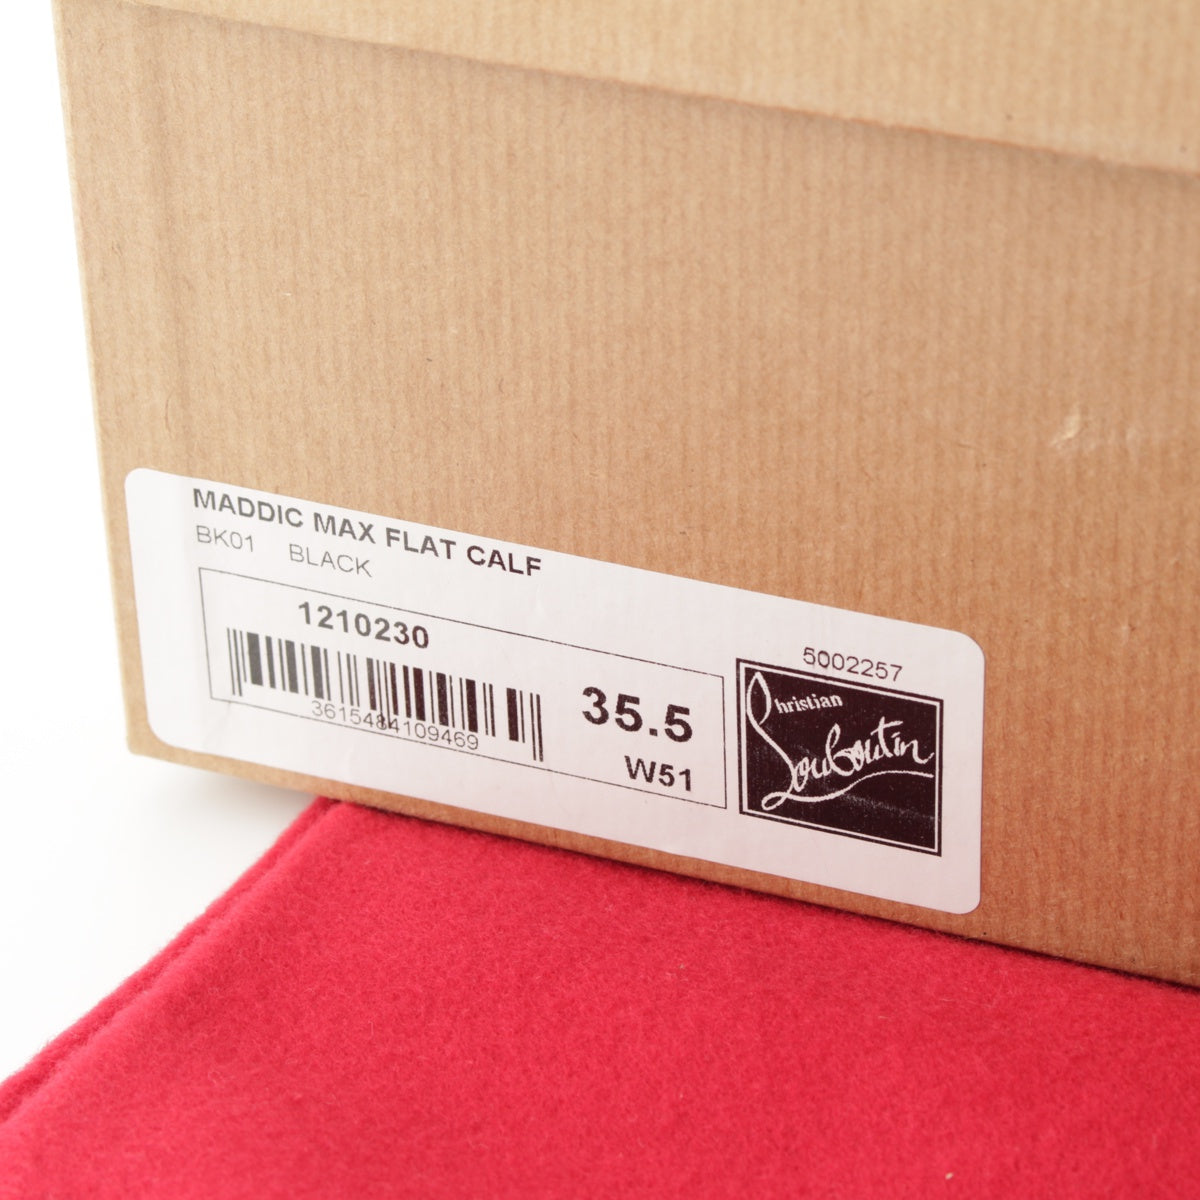 MADDIC MAX FLAT CALF
BK01 BLACK
1210230
3615484109469
35.5
W51
5002257
Christian
Louboutin